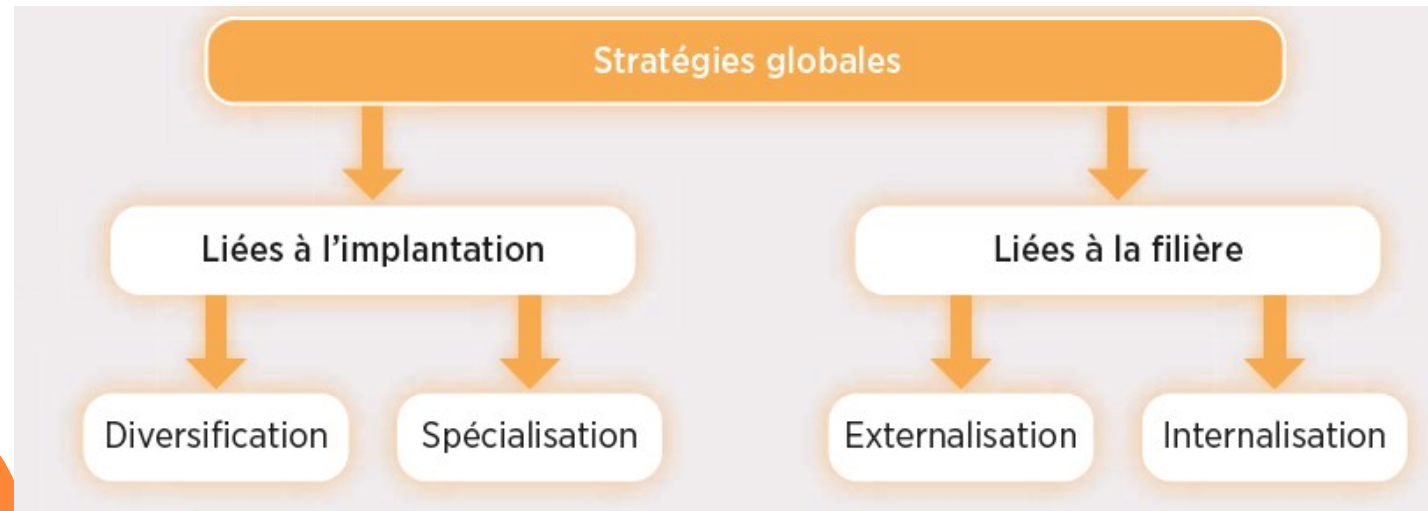 Stratégies globales
Liées à l'implantation
Liées à la filière
Diversification
Spécialisation
Externalisation
Internalisation